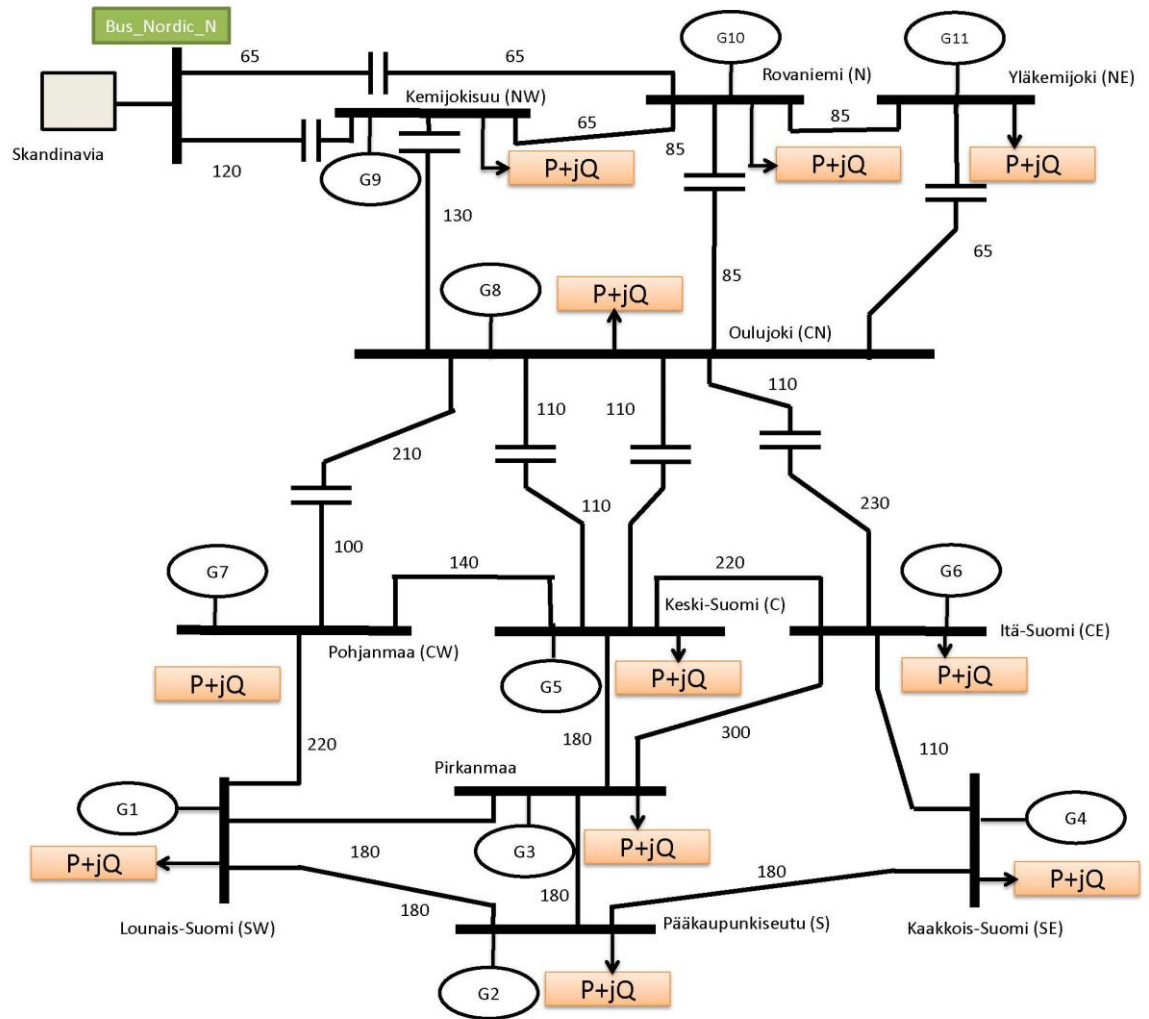 Bus_Nordic_N
G10
G11
65
65
Rovaniemi (N)
Yläkemijoki (NE)
Kemijokisuu (NW)
65
85
85
Skandinavia
120
G9
P+jQ
P+jQ
P+jQ
130
65
85
G8
P+jQ
Oulujoki (CN)
110
110
110
210
110
230
100
140
220
G7
G6
Keski-Suomi (C)
Itä-Suomi (CE)
Pohjanmaa (CW)
P+jQ
G5
P+jQ
P+jQ
220
180
300
110
Pirkanmaa
G1
G3
G4
P+jQ
180
P+jQ
180
P+jQ
180
180
Lounais-Suomi (SW)
Pääkaupunkiseutu (S)
Kaakkois-Suomi (SE)
G2
P+jQ